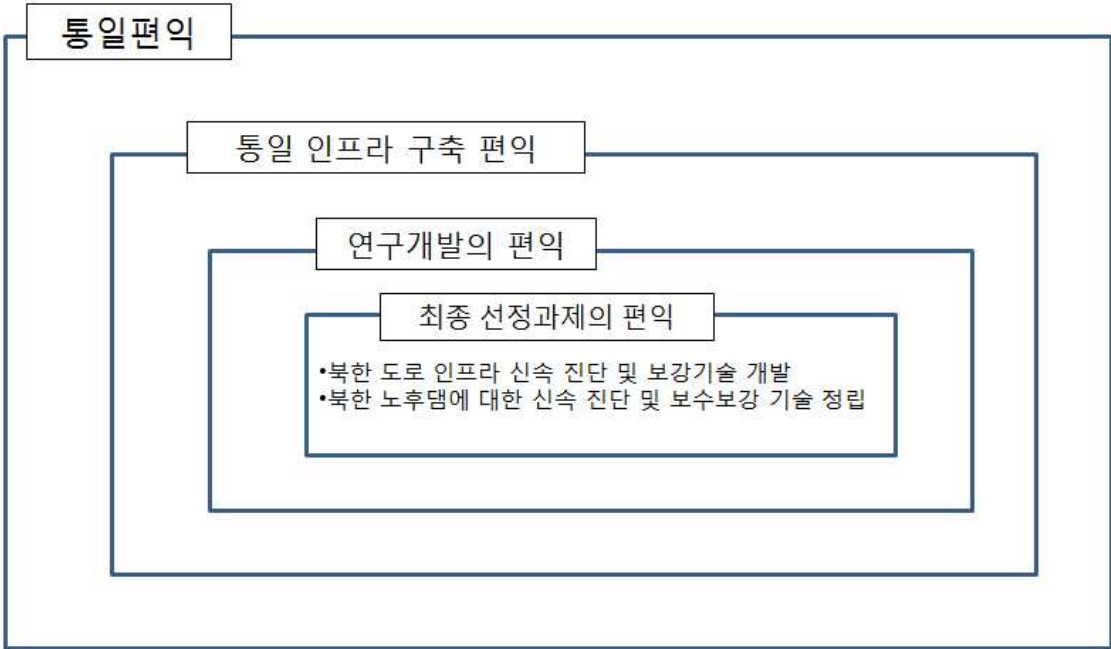 통일편익
통일 인프라 구축 편익
연구개발의 편익
최종 선정과제의 편익
•북한 도로 인프라 신속 진단 및 보강기술 개발
•북한 노후댐에 대한 신속 진단 및 보수보강 기술 정립